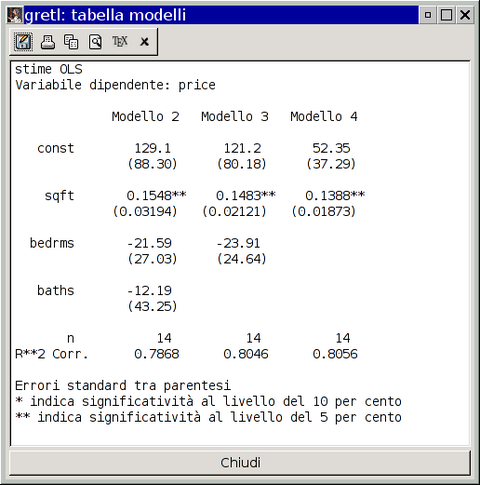 gretl: tabella modelli
TEX
stime OLS
Variabile dipendente: price
Modello 2 Modello 3 Modello 4
const 129.1 121.2 52.35
(88.30) (80.18) (37.29)
sqft 0.1548** 0.1483** 0.1388**
(0.03194) (0.02121) (0.01873)
bedrms -21.59 -23.91
(27.03) (24.64)
baths -12.19
(43.25)
n 14 14 14
R**2 Corr. 0.7868 0.8046 0.8056
Errori standard tra parentesi
* indica significatività al livello del 10 per cento
** indica significatività al livello del 5 per cento
Chiudi